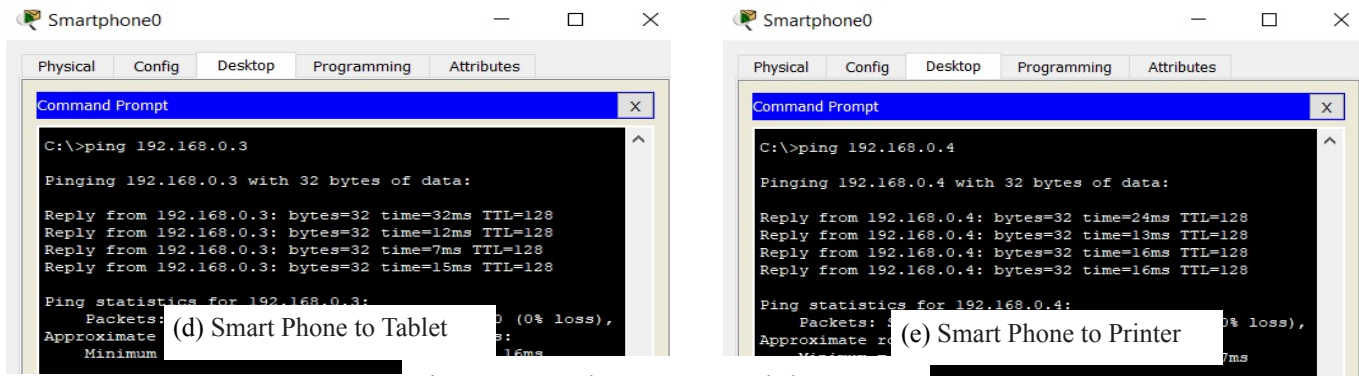 Smartphone0
Physical Config Desktop Programming Attributes
Command Prompt X
C:\>ping 192.168.0.3
Pinging 192.168.0.3 with 32 bytes of data:
Reply from 192.168.0.3: bytes=32 time=32ms TTL=128
Reply from 192.168.0.3: bytes=32 time=12ms TTL=128
Reply from 192.168.0.3: bytes=32 time=7ms TTL=128
Reply from 192.168.0.3: bytes=32 time=15ms TTL=128
Ping statistics for 192.168.0.3:
Packets: (0% loss),
Approximate
Minimum 16ms
(d) Smart Phone to Tablet
Smartphone0
Physical Config Desktop Programming Attributes
Command Prompt X
C:\>ping 192.168.0.4
Pinging 192.168.0.4 with 32 bytes of data:
Reply from 192.168.0.4: bytes=32 time=24ms TTL=128
Reply from 192.168.0.4: bytes=32 time=13ms TTL=128
Reply from 192.168.0.4: bytes=32 time=16ms TTL=128
Reply from 192.168.0.4: bytes=32 time=16ms TTL=128
Ping statistics for 192.168.0.4:
Packets: loss),
Approximate
(e) Smart Phone to Printer